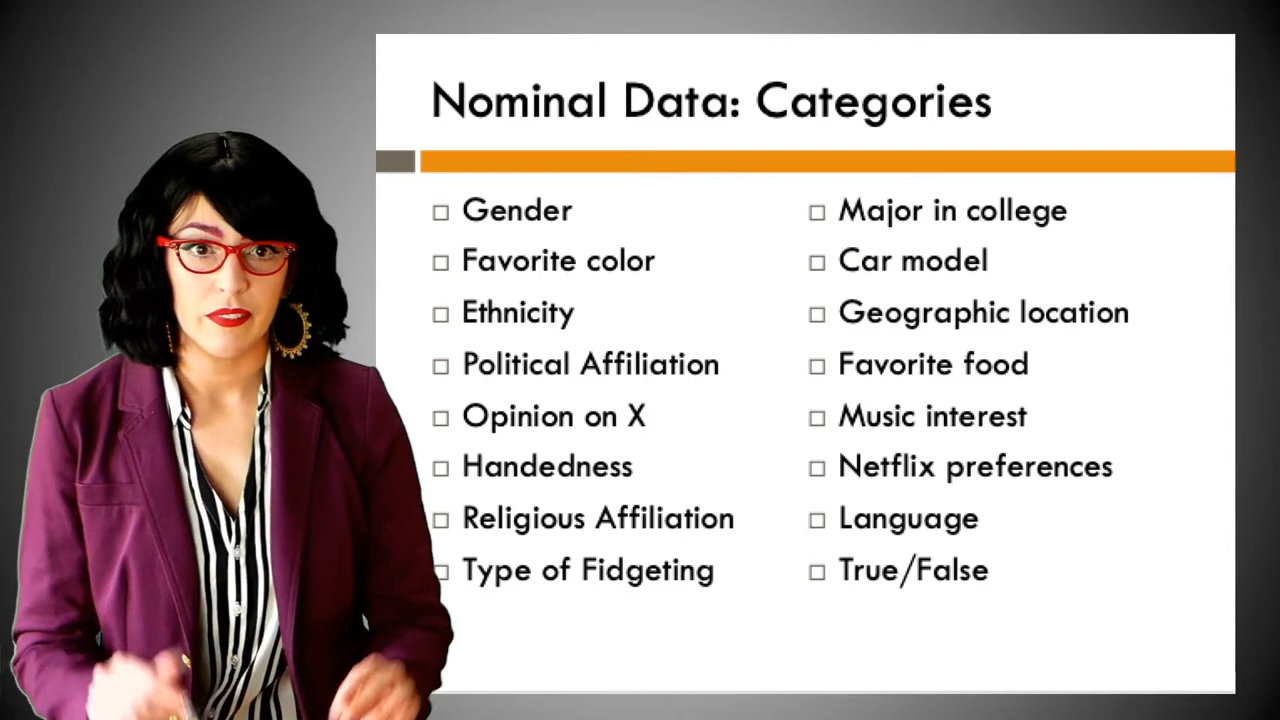 Nominal Data: Categories
Gender
Favorite color
Ethnicity
Political Affiliation
Opinion on X
Handedness
Religious Affiliation
Type of Fidgeting
Major in college
Car model
Geographic location
Favorite food
Music interest
Netflix preferences
Language
True/False